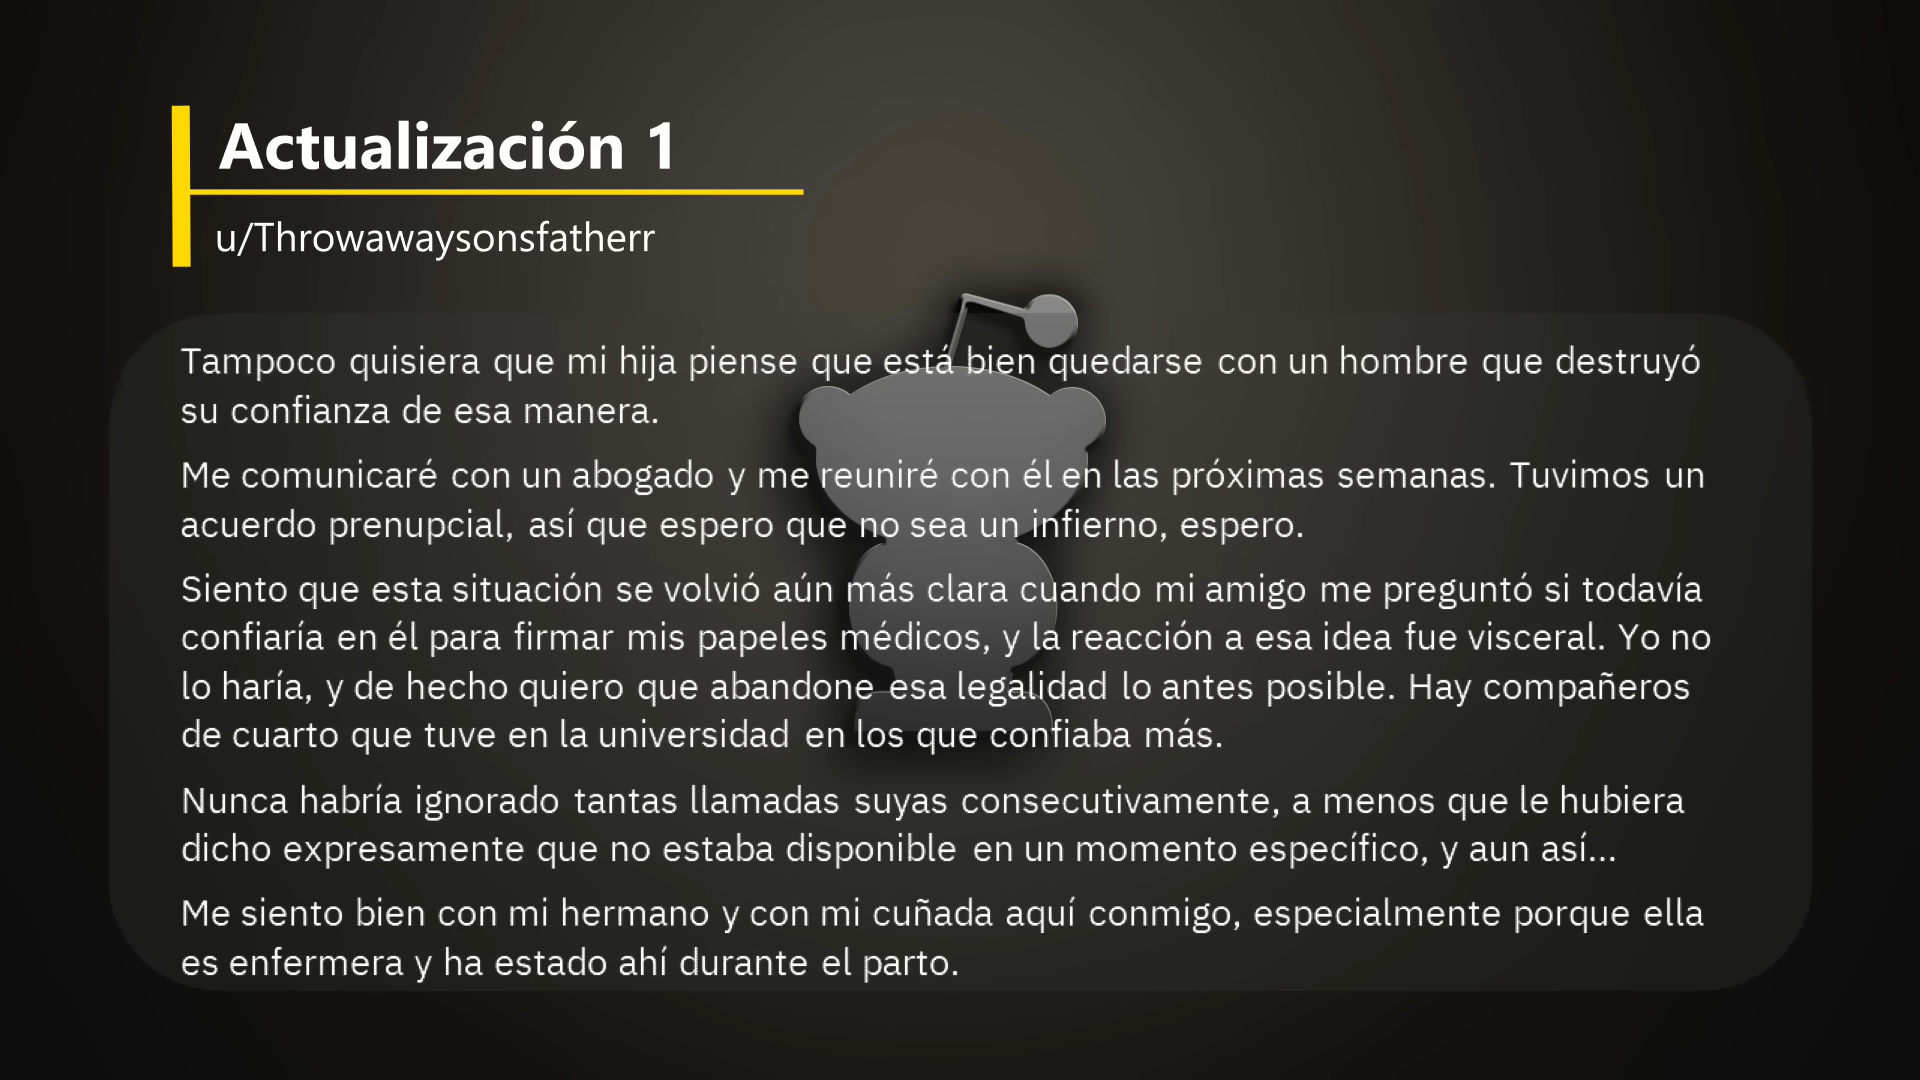 Actualización 1
u/Throwawaysonsfatherr
Tampoco quisiera que mi hija piense que está bien quedarse con un hombre que destruyó
su confianza de esa manera.
Me comunicaré con un abogado y me reuniré con él en las próximas semanas. Tuvimos un
acuerdo prenupcial, así que espero que no sea un infierno, espero.
Siento que esta situación se volvió aún más clara cuando mi amigo me preguntó si todavía
confiaría en él para firmar mis papeles médicos, y la reacción a esa idea fue visceral. Yo no
lo haría, y de hecho quiero que abandone esa legalidad lo antes posible. Hay compañeros
de cuarto que tuve en la universidad en los que confiaba más.
Nunca habría ignorado tantas llamadas suyas consecutivamente, a menos que le hubiera
dicho expresamente que no estaba disponible en un momento específico, y aun así...
Me siento bien con mi hermano y con mi cuñada aquí conmigo, especialmente porque ella
es enfermera y ha estado ahí durante el parto.